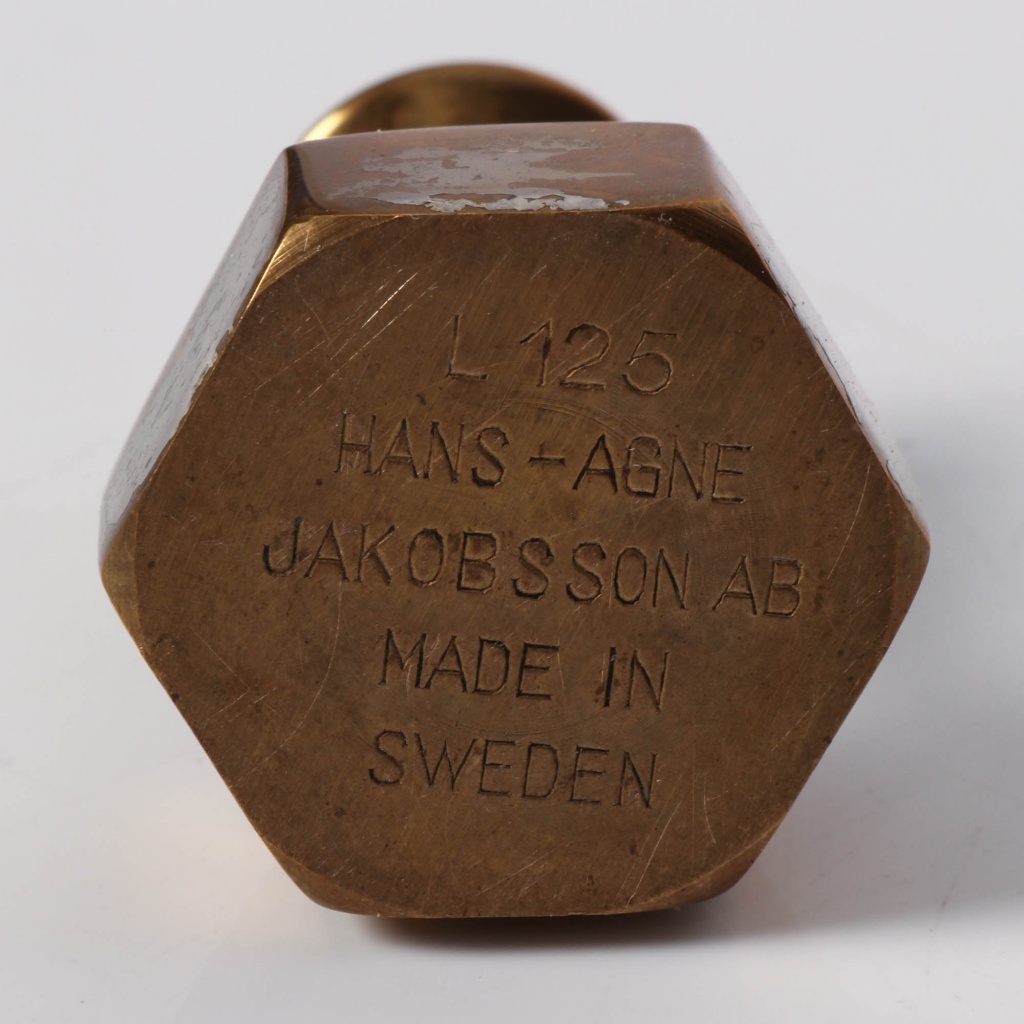 L 125
HANS-AGNE
JAKOBSSON AB
MADE IN
SWEDEN